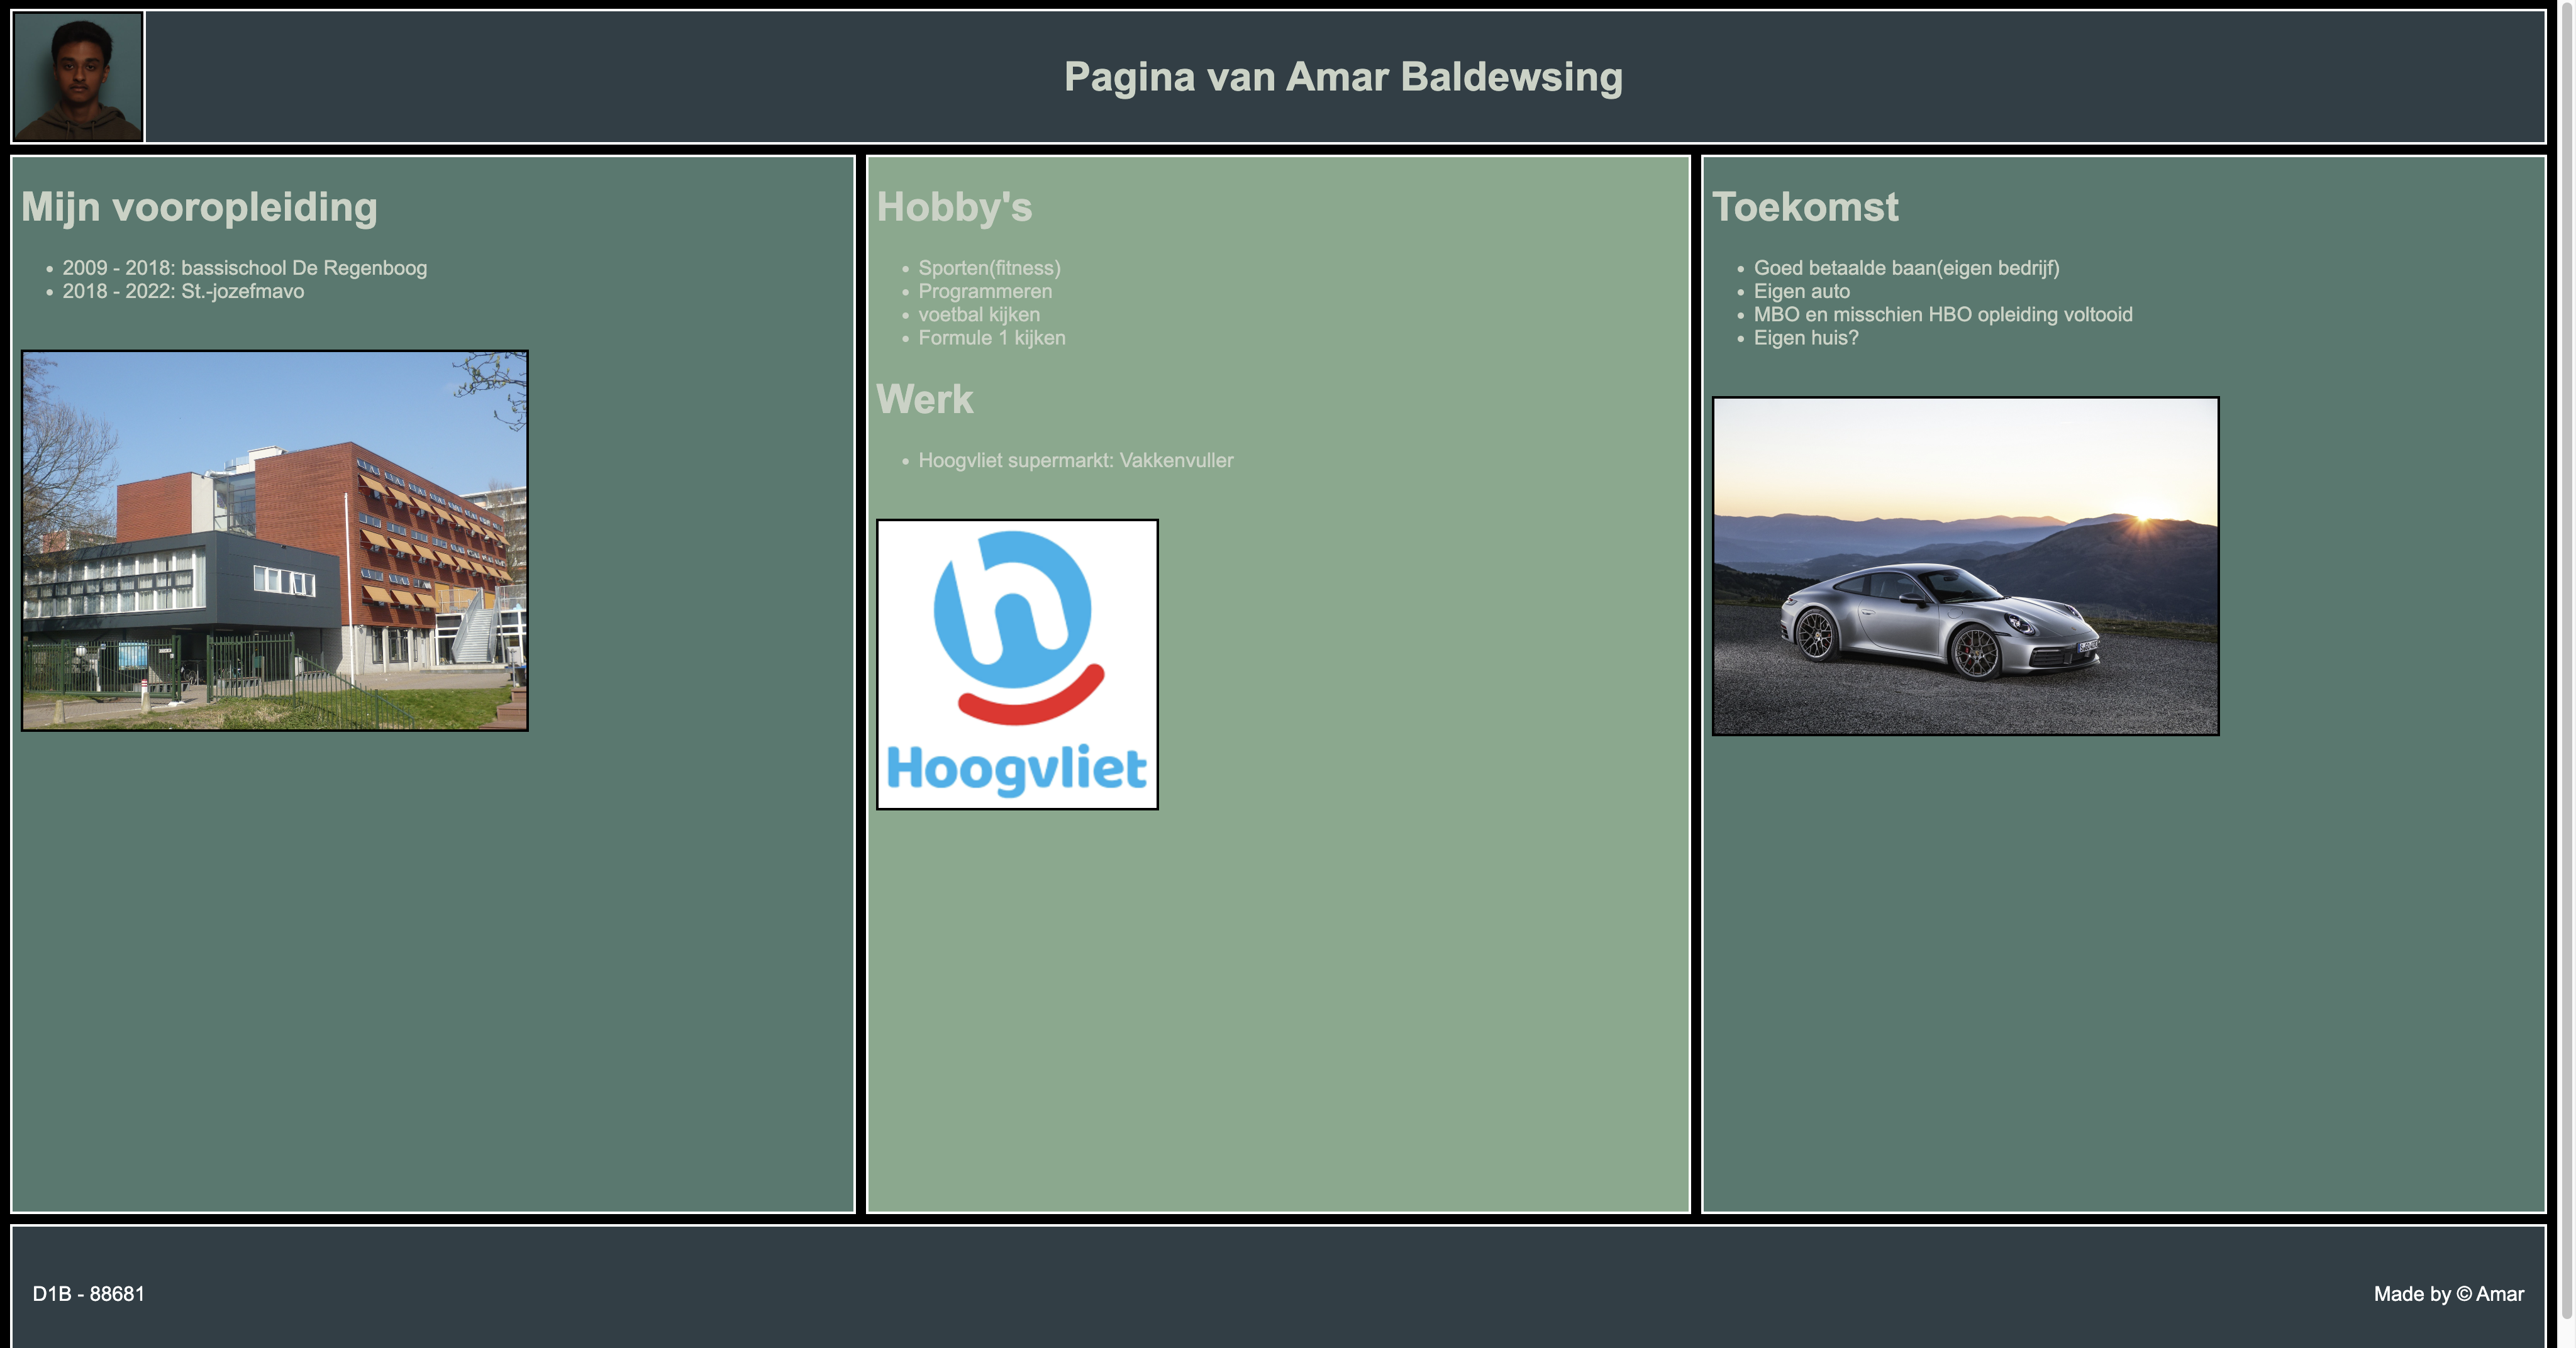 Pagina van Amar Baldewsing
Mijn vooropleiding
2009 - 2018: bassischool De Regenboog
2018 - 2022: St.-jozefmavo
Hobby's
Sporten(fitness)
Programmeren
voetbal kijken
Formule 1 kijken
Werk
Hoogvliet supermarkt: Vakkenvuller
Hoogvliet
Toekomst
Goed betaalde baan(eigen bedrijf)
Eigen auto
MBO en misschien HBO opleiding voltooid
Eigen huis?
D1B - 88681
Made by © Amar